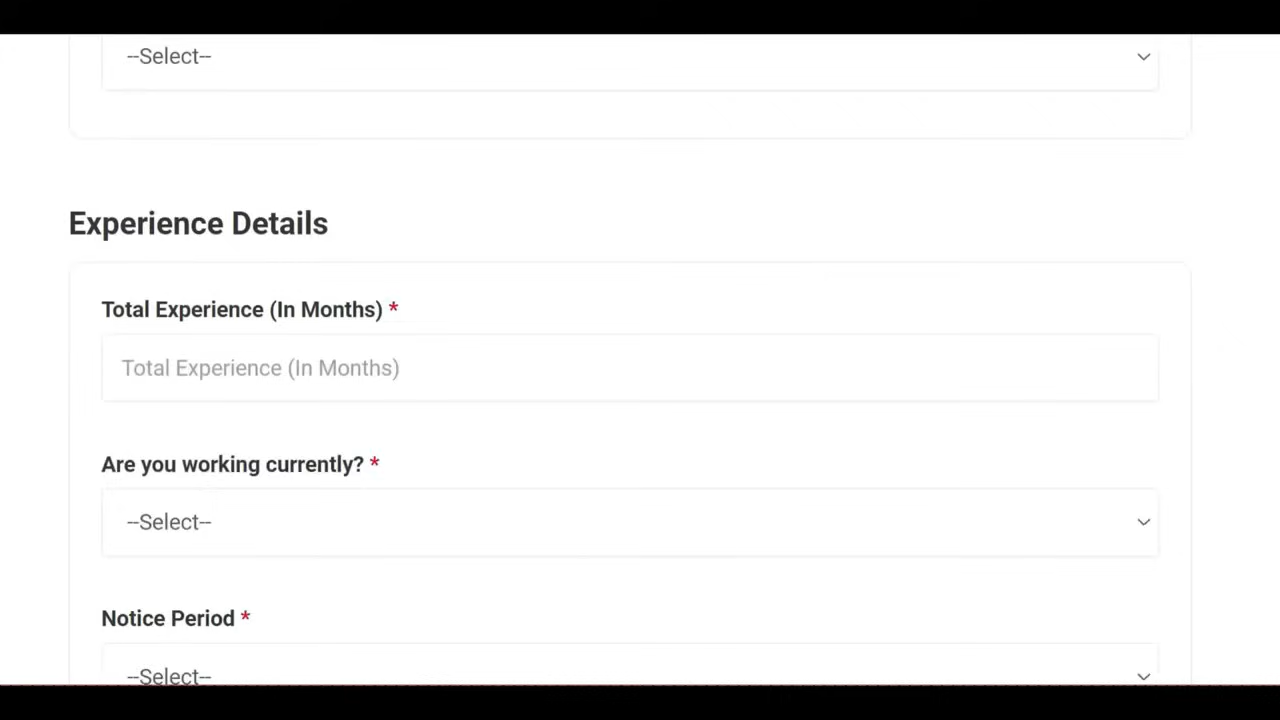 --Select--
Experience Details
Total Experience (In Months) *
Total Experience (In Months)
Are you working currently? *
--Select--
Notice Period *
--Select--